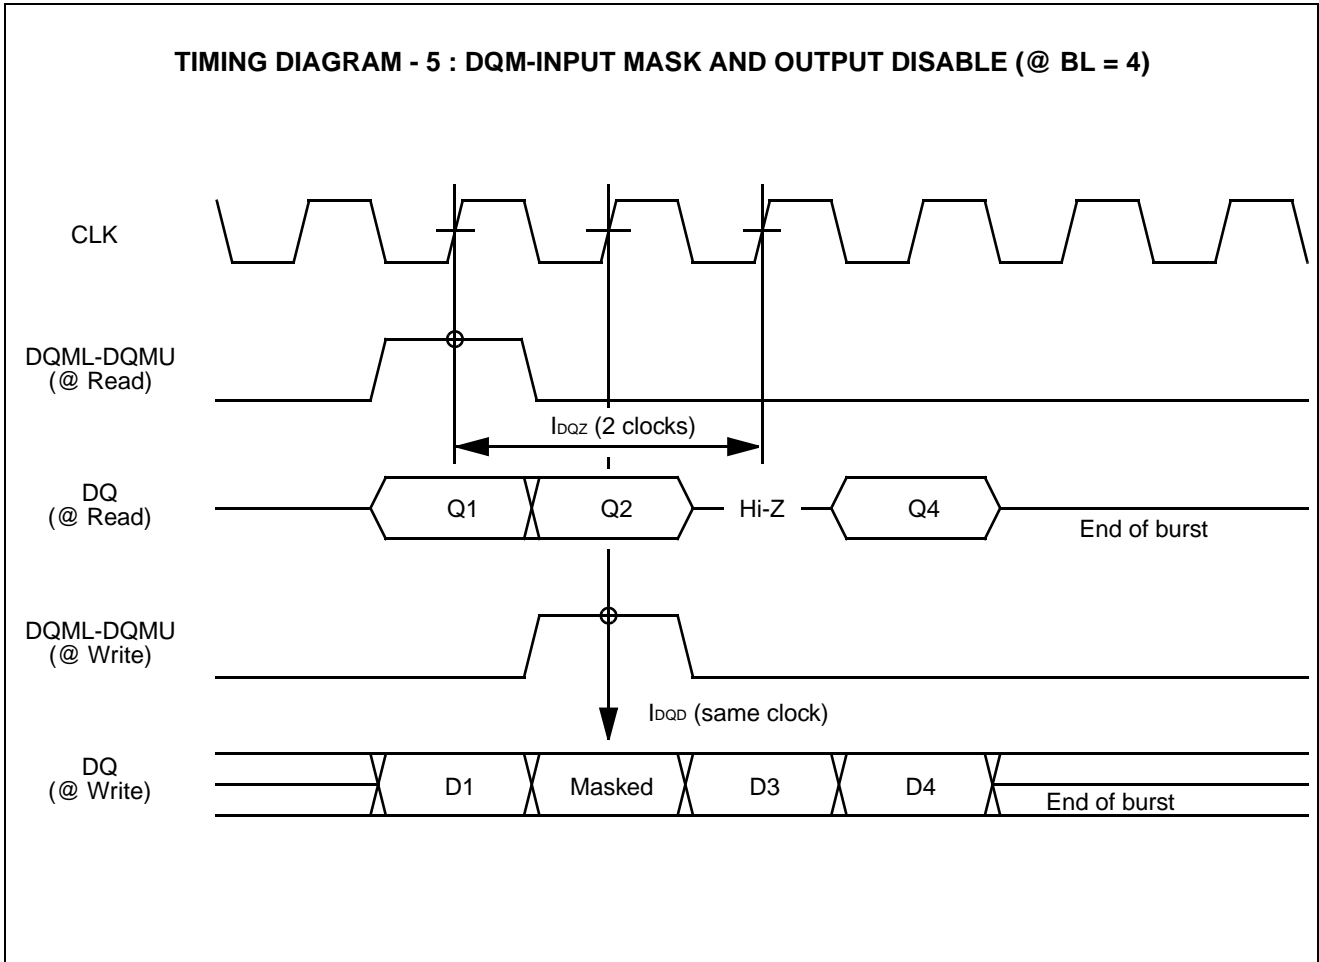 TIMING DIAGRAM - 5 : DQM-INPUT MASK AND OUTPUT DISABLE (@ BL = 4)
CLK
DQML-DQMU
(@ Read)
IDQZ (2 clocks)
DQ
(@ Read)
Q1
Q2
Hi-Z
Q4
End of burst
DQML-DQMU
(@ Write)
IDQD (same clock)
DQ
(@ Write)
D1
Masked
D3
D4
End of burst